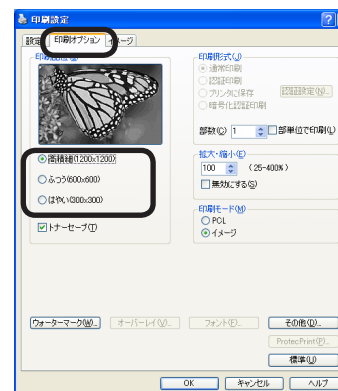 印刷設定
設定 印刷オプション イメージ
印刷品位(Q)
高精細(1200x1200)
ふつう(600x600)
はやい(300x300)
トナーセーブ(T)
印刷形式(J)
通常印刷
認証印刷
プリンタに保存
暗号化認証印刷
認証設定(N)...
部数(C) 1 部単位で印刷(L)
拡大・縮小(E)
100 (25-400%)
無効にする(S)
印刷モード(M)
PCL
イメージ
ウォーターマーク(W)... オーバーレイ(V)... フォント(F)... その他(O)...
ProtecPrint(P)...
標準(U)
OK キャンセル ヘルプ